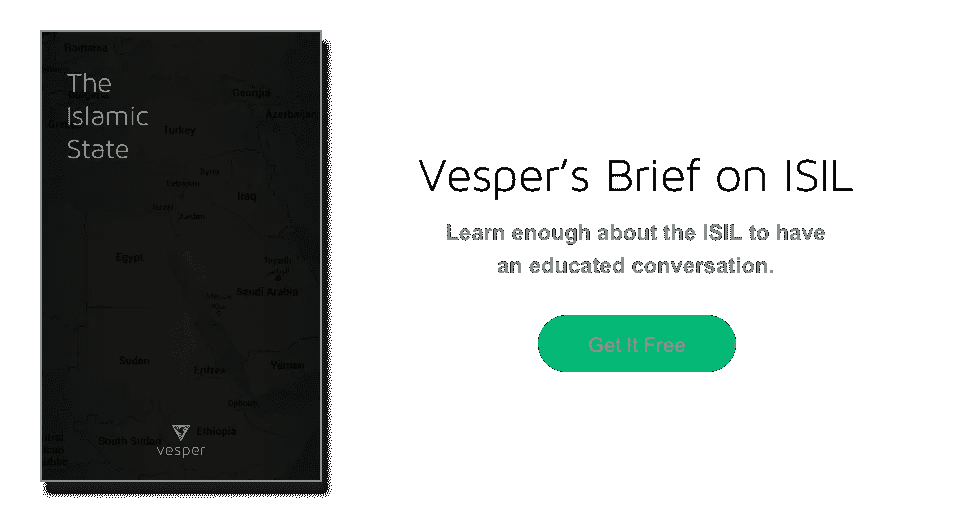 Romania
The
Islamic
State
Georgia
Azerbaijan
Turkey
Syria
Lebanon
Israel
Iraq
Jordan
Egypt
Riyadh
Saudi Arabia
Sudan
Eritrea
Yemen
Djibouti
Ethiopia
South Sudan
vesper
Vesper's Brief on ISIL
Learn enough about the ISIL to have
an educated conversation.
Get It Free